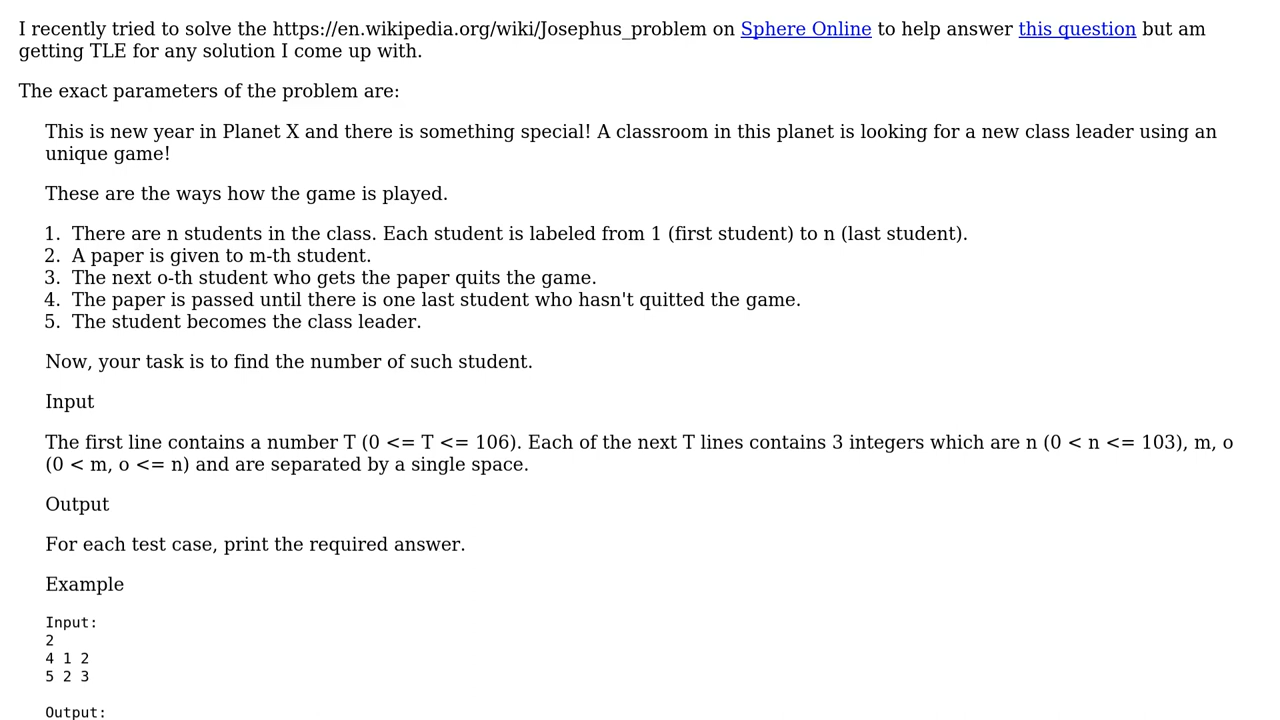 I recently tried to solve the https://en.wikipedia.org/wiki/Josephus_problem on Sphere Online to help answer this question but am
getting TLE for any solution I come up with.
The exact parameters of the problem are:
This is new year in Planet X and there is something special! A classroom in this planet is looking for a new class leader using an
unique game!
These are the ways how the game is played.
1. There are n students in the class. Each student is labeled from 1 (first student) to n (last student).
2. A paper is given to m-th student.
3. The next o-th student who gets the paper quits the game.
4. The paper is passed until there is one last student who hasn't quitted the game.
5. The student becomes the class leader.
Now, your task is to find the number of such student.
Input
The first line contains a number T (0 <= T <= 106). Each of the next T lines contains 3 integers which are n (0 < n <= 103), m, o
(0 < m, o <= n) and are separated by a single space.
Output
For each test case, print the required answer.
Example
Input:
2
4 1 2
5 2 3
Output: